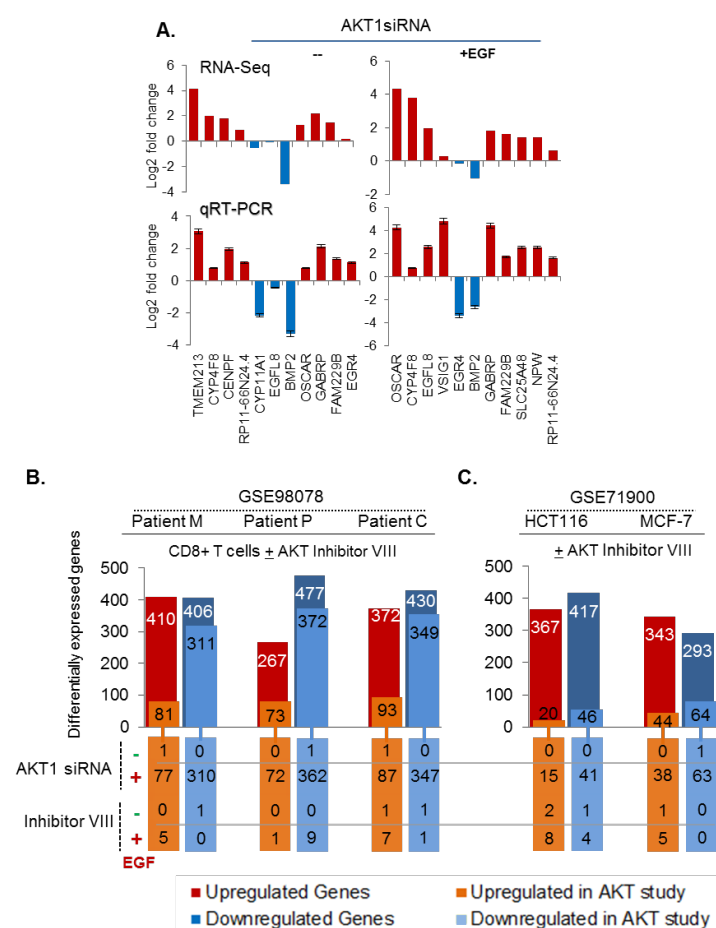 A.
AKT1siRNA
--
+EGF
RNA-Seq
Log2 fold change
6
4
2
0
-2
-4
6
4
2
0
-2
qRT-PCR
Log2 fold change
4
2
0
-2
-4
6
4
2
0
-2
-4
TMEM213
CYP4F8
CENPF
RP11-66N24.4
CYP11A1
EGFL8
BMP2
OSCAR
GABRP
FAM229B
EGR4
OSCAR
CYP4F8
EGFL8
VSIG1
EGR4
BMP2
GABRP
FAM229B
SLC25A48
NPW
RP11-66N24.4
B.
GSE98078
Patient M Patient P Patient C
CD8+ T cells ± AKT Inhibitor VIII
C.
GSE71900
HCT116 MCF-7
± AKT Inhibitor VIII
Differentially expressed genes
500
400
300
200
100
0
410 406 267 477 372 430
81 311 73 372 93 349
500
400
300
200
100
0
367 417 343 293
20 46 44 64
AKT1 siRNA
- 1 0 0 1 1 0 0 0 0 1
+ 77 310 72 362 87 347 15 41 38 63
Inhibitor VIII
- 0 1 0 0 1 1 2 1 1 0
+ 5 0 1 9 7 1 8 4 5 0
EGF
Upregulated Genes
Upregulated in AKT study
Downregulated Genes
Downregulated in AKT study